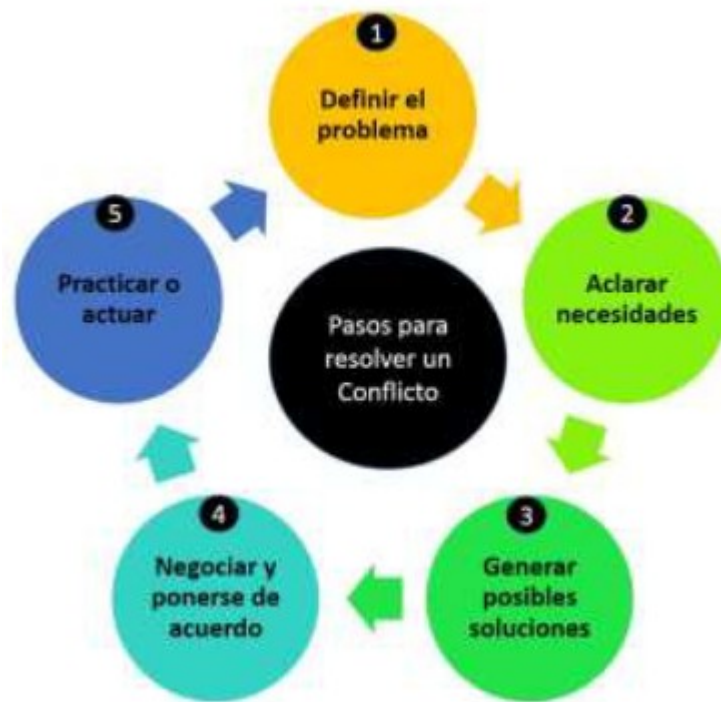 1
Definir el
problema
2
Aclarar
necesidades
3
Generar
posibles
soluciones
4
Negociar y
ponerse de
acuerdo
5
Practicar o
actuar
Pasos para
resolver un
Conflicto